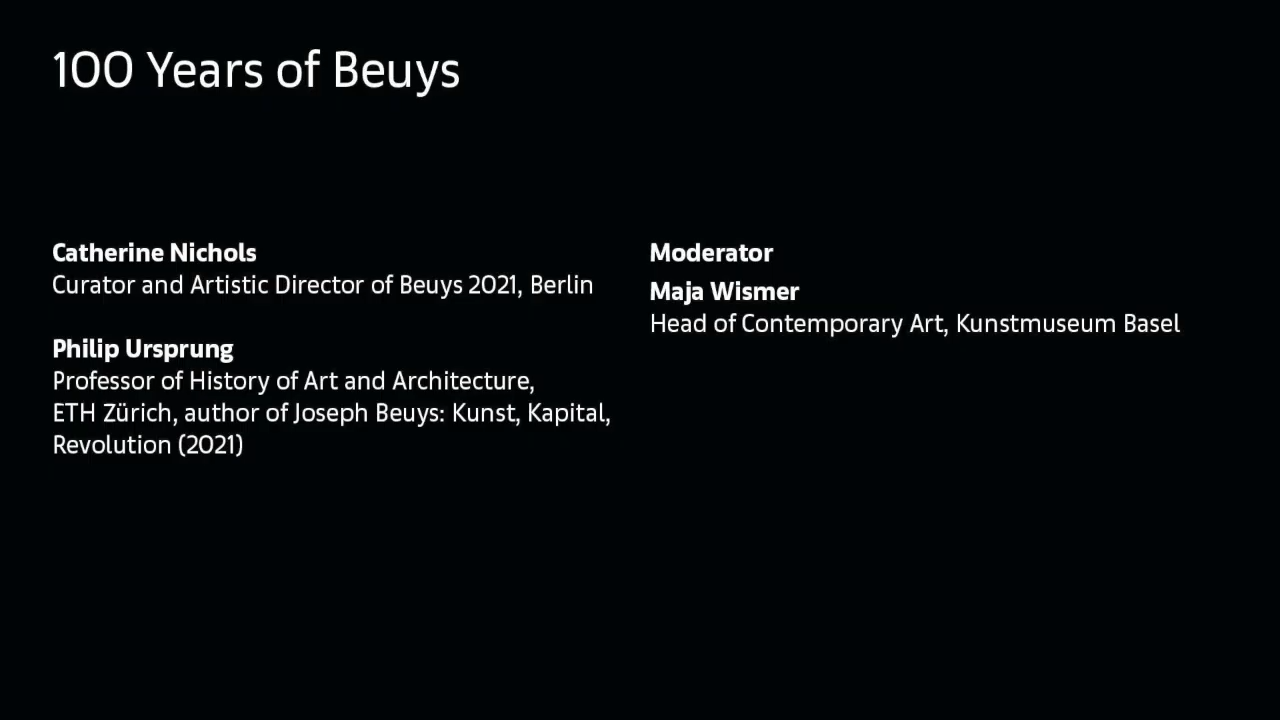 100 Years of Beuys
Catherine Nichols
Curator and Artistic Director of Beuys 2021, Berlin
Philip Ursprung
Professor of History of Art and Architecture,
ETH Zürich, author of Joseph Beuys: Kunst, Kapital,
Revolution (2021)
Moderator
Maja Wismer
Head of Contemporary Art, Kunstmuseum Basel